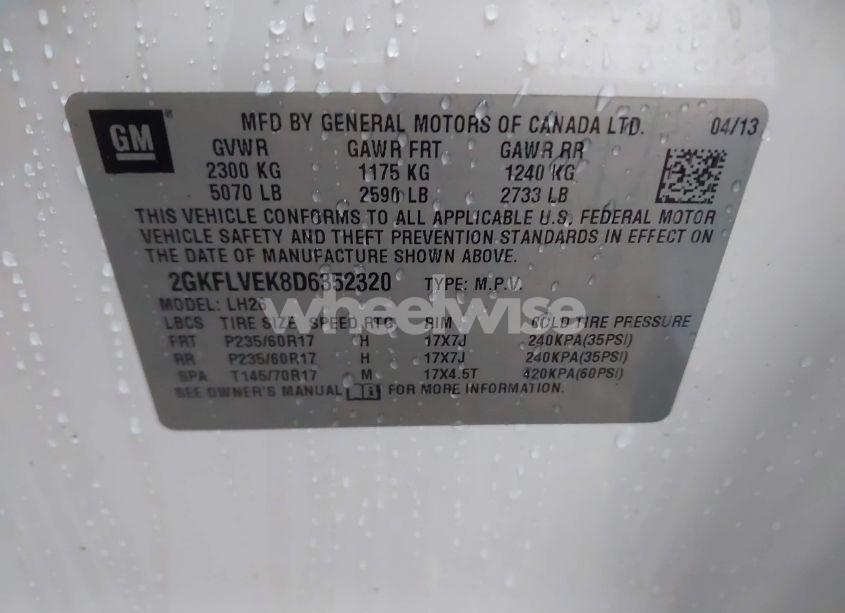 GM
MFD BY GENERAL MOTORS OF CANADA LTD. 04/13
GVWR GAWR FRT GAWR RR
2300 KG 1175 KG 1240 KG
5070 LB 2590 LB 2733 LB
THIS VEHICLE CONFORMS TO ALL APPLICABLE U.S. FEDERAL MOTOR
VEHICLE SAFETY AND THEFT PREVENTION STANDARDS IN EFFECT ON
THE DATE OF MANUFACTURE SHOWN ABOVE.
2GKFLVEK8D6352320 TYPE: M.P.V.
MODEL: LH26
wheelwise
LBCS TIRE SIZE SPEED RTG RIM COLD TIRE PRESSURE
FRT P235/60R17 H 17X7J 240KPA(35PSI)
RR P235/60R17 H 17X7J 240KPA(35PSI)
SPA T145/70R17 M 17X4.5T 420KPA(60PSI)
SEE OWNER'S MANUAL FOR MORE INFORMATION.